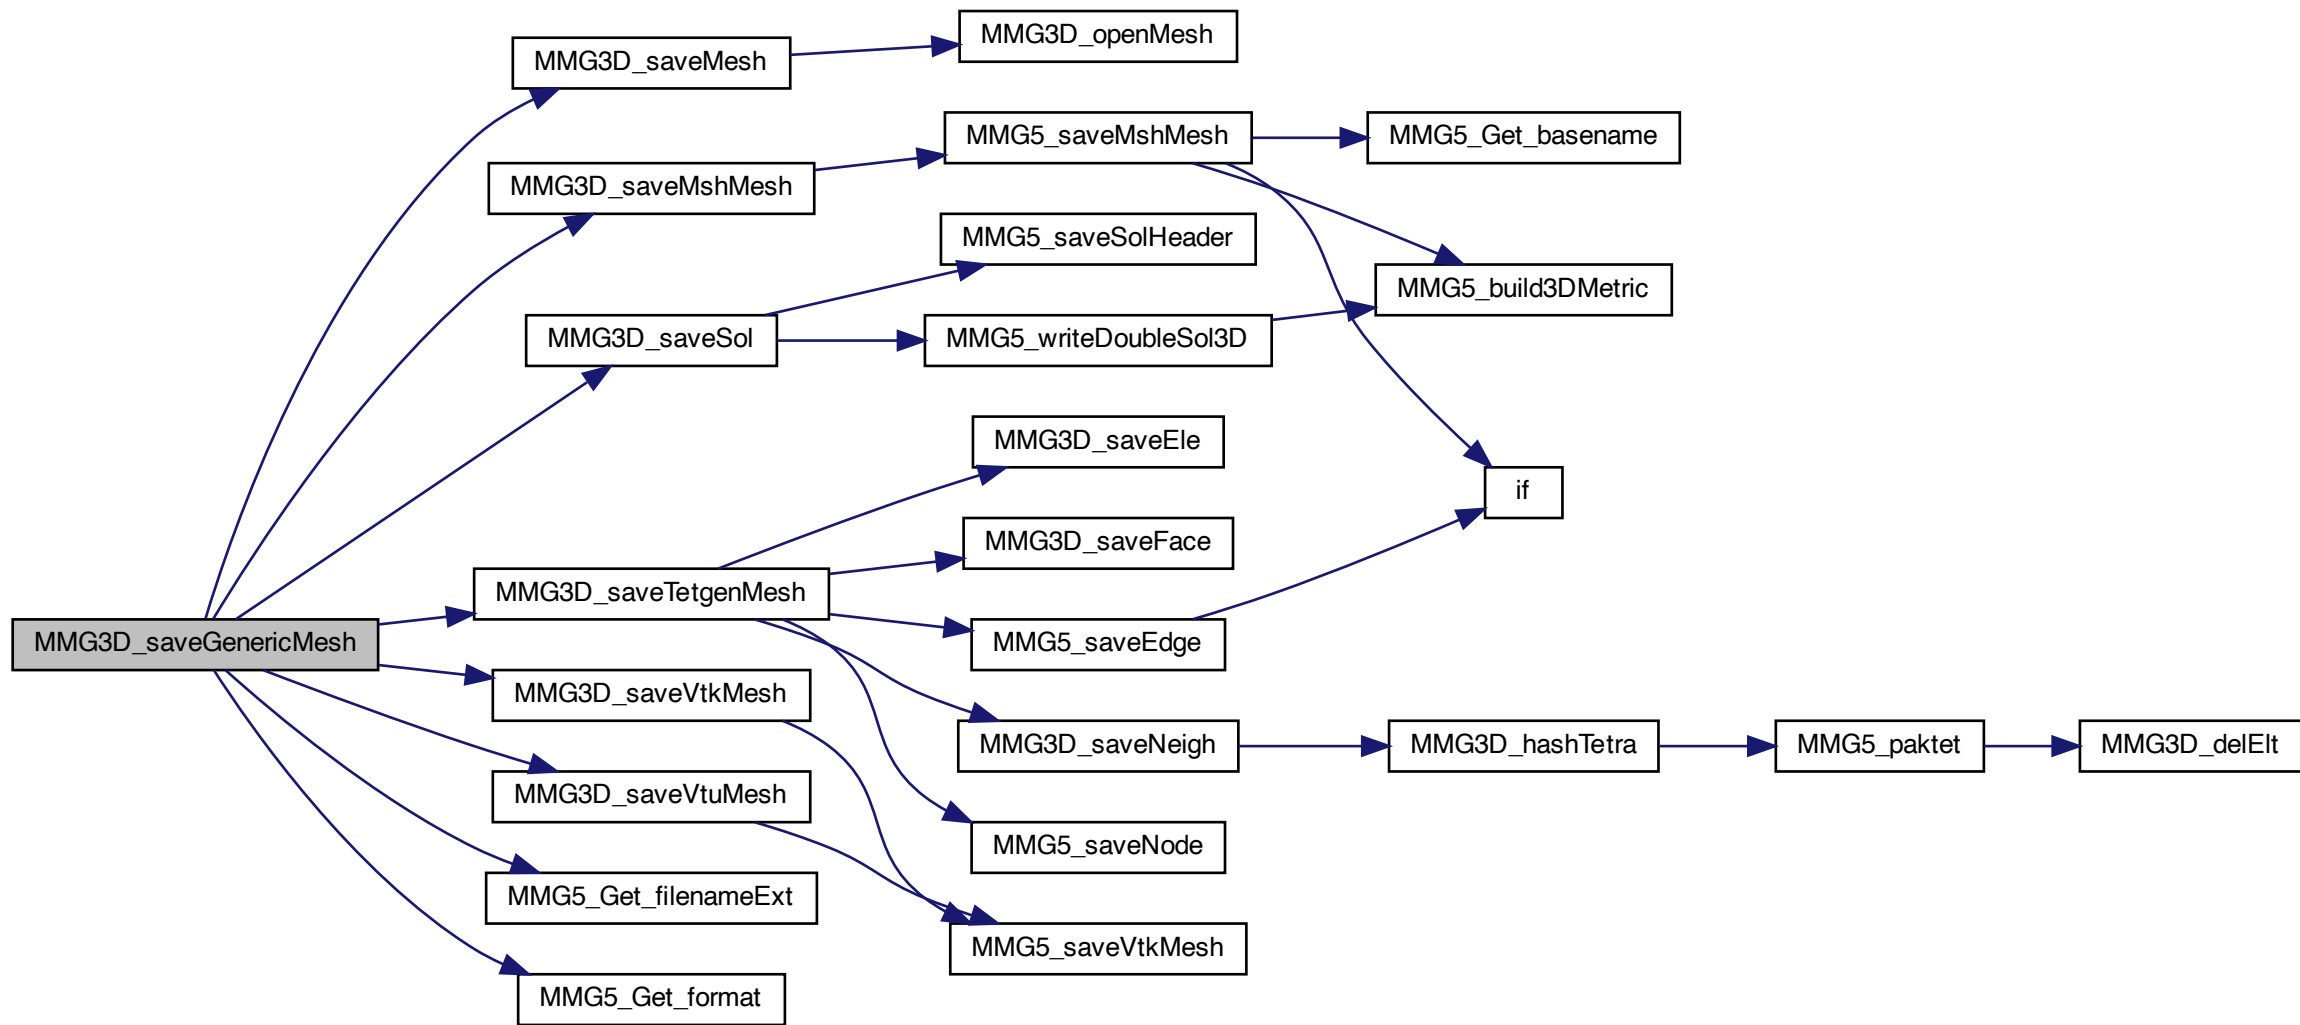 MMG3D_saveGenericMesh
MMG3D_saveMesh
MMG3D_openMesh
MMG3D_saveMshMesh
MMG5_saveMshMesh
MMG5_Get_basename
MMG5_build3DMetric
if
MMG3D_saveSol
MMG5_saveSolHeader
MMG5_writeDoubleSol3D
MMG3D_saveTetgenMesh
MMG3D_saveEle
MMG3D_saveFace
MMG5_saveEdge
MMG3D_saveNeigh
MMG3D_hashTetra
MMG5_paktet
MMG3D_delElt
MMG5_saveNode
MMG3D_saveVtkMesh
MMG3D_saveVtuMesh
MMG5_saveVtkMesh
MMG5_Get_filenameExt
MMG5_Get_format